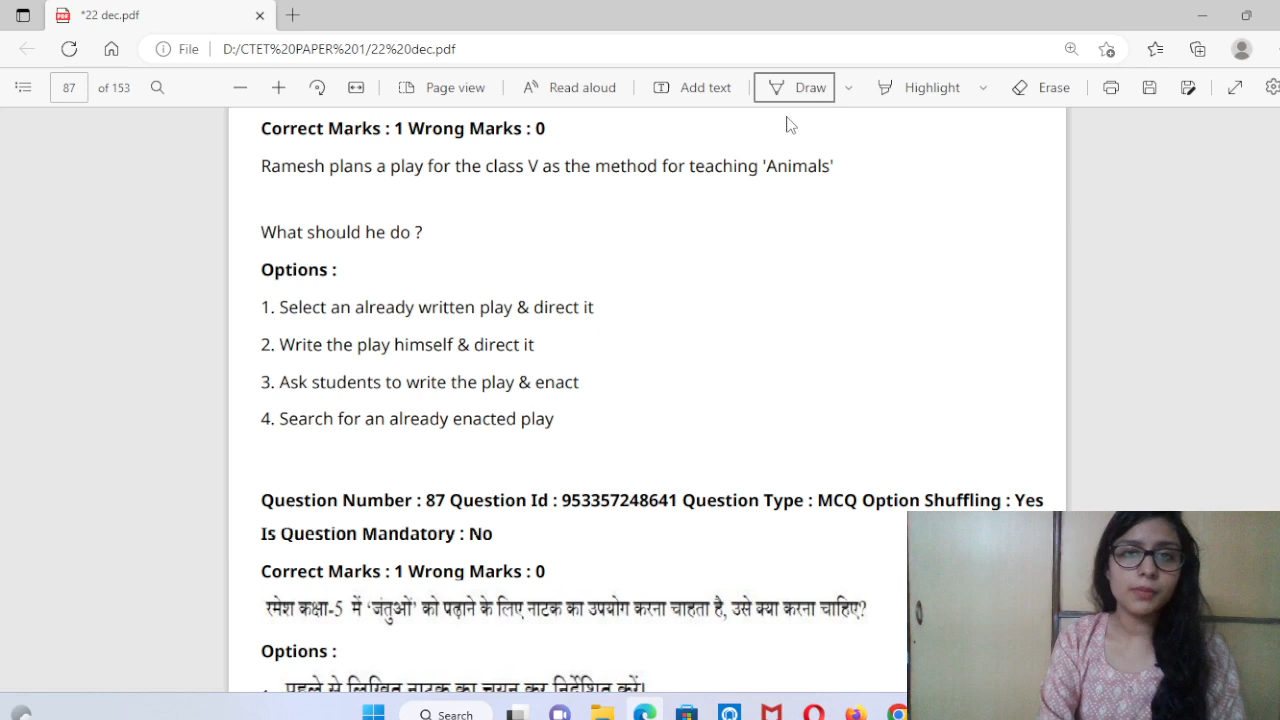 *22 dec.pdf
File
D:/CTET%20PAPER%201/22%20dec.pdf
87 of 153
Page view
Read aloud
Add text
Draw
Highlight
Erase
Correct Marks : 1 Wrong Marks : 0
Ramesh plans a play for the class V as the method for teaching 'Animals'
What should he do ?
Options :
1. Select an already written play & direct it
2. Write the play himself & direct it
3. Ask students to write the play & enact
4. Search for an already enacted play
Question Number : 87 Question Id : 953357248641 Question Type : MCQ Option Shuffling : Yes
Is Question Mandatory : No
Correct Marks : 1 Wrong Marks : 0
रमेश कक्षा-5 में 'जंतुओं' को पढ़ाने के लिए नाटक का उपयोग करना चाहता है, उसे क्या करना चाहिए?
Options :
पहले से लिखित नाटक का चयन कर निर्देशित करें।
Search